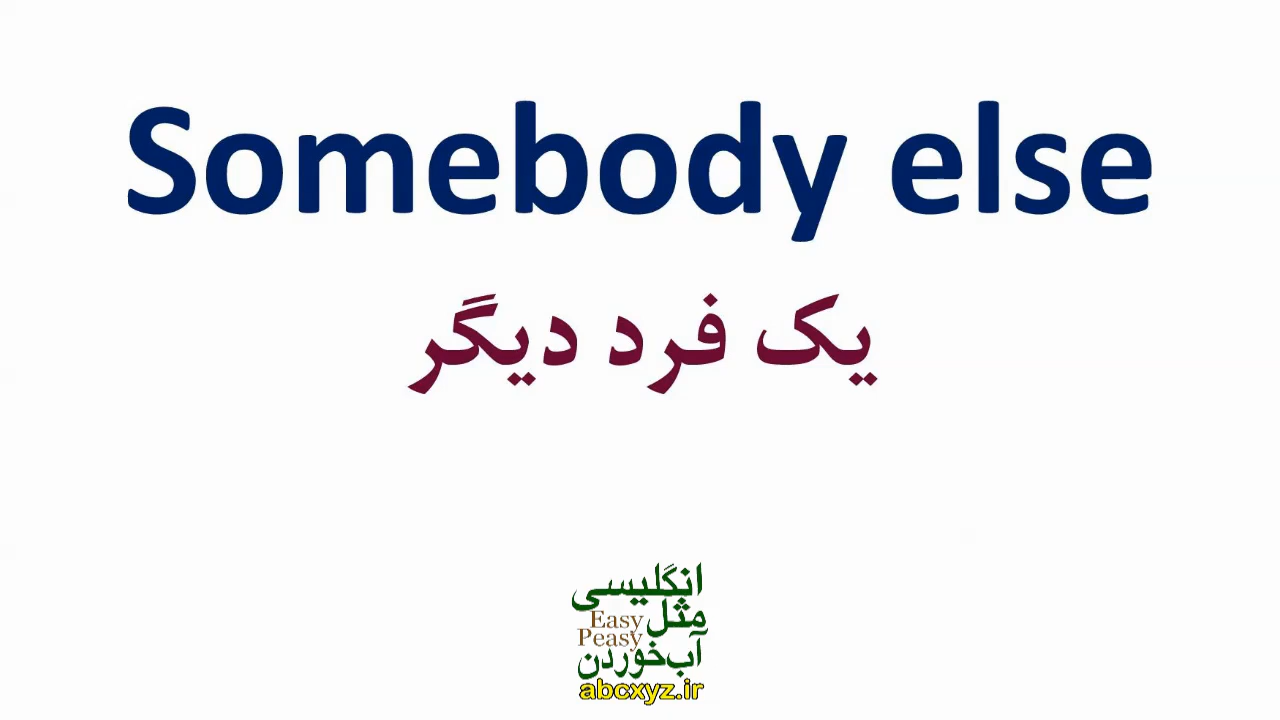 Somebody else
یک فرد دیگر
انگلیسی
مثل Easy
Peasy
آب‌خوردن
abcxyz.ir